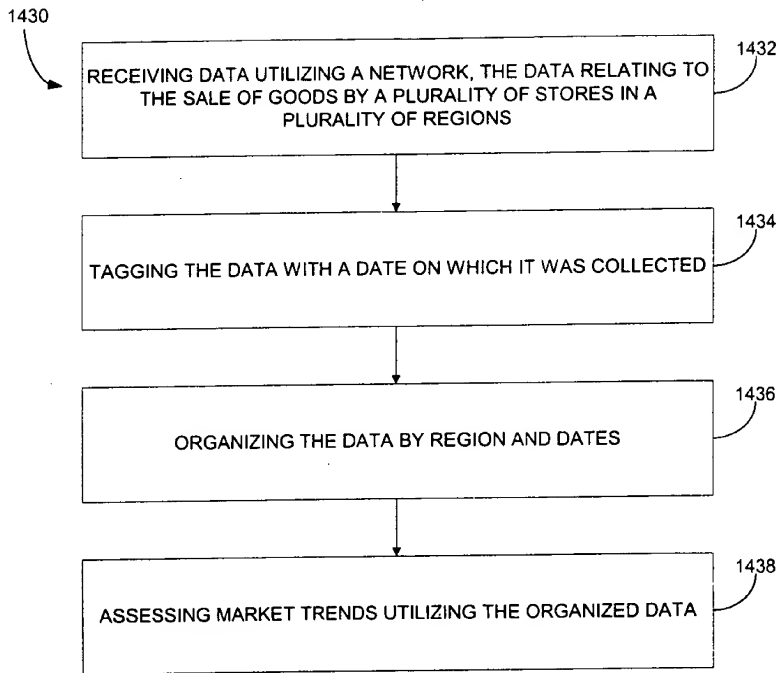 1430
1432
RECEIVING DATA UTILIZING A NETWORK, THE DATA RELATING TO
THE SALE OF GOODS BY A PLURALITY OF STORES IN A
PLURALITY OF REGIONS
1434
TAGGING THE DATA WITH A DATE ON WHICH IT WAS COLLECTED
1436
ORGANIZING THE DATA BY REGION AND DATES
1438
ASSESSING MARKET TRENDS UTILIZING THE ORGANIZED DATA